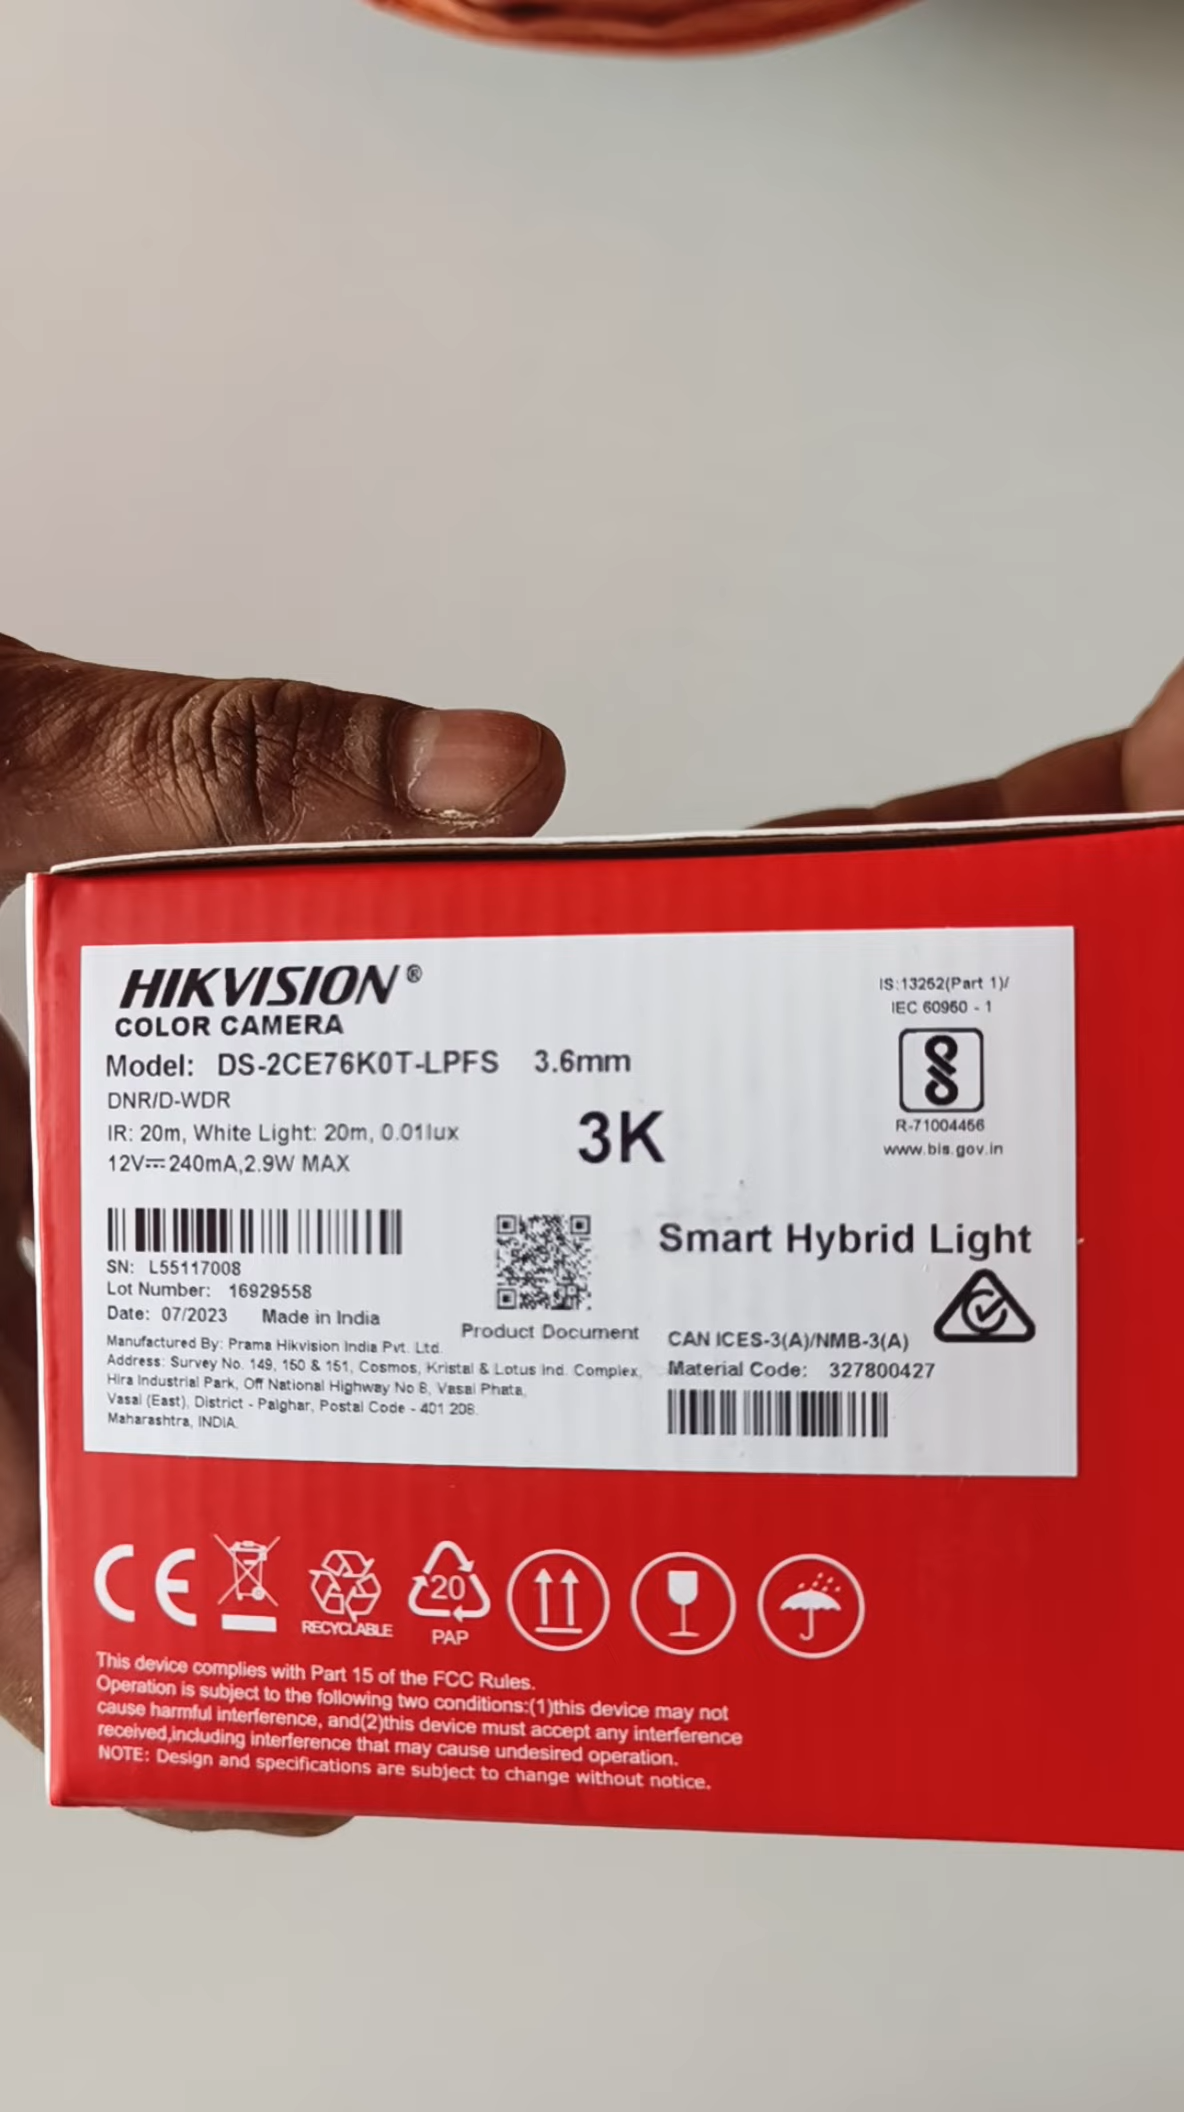 HIKVISION®
COLOR CAMERA
Model: DS-2CE76K0T-LPFS 3.6mm
DNR/D-WDR
IR: 20m, White Light: 20m, 0.01lux
12V⎓240mA,2.9W MAX
3K
IS:13252(Part 1)/
IEC 60950 - 1
R-71004466
www.bis.gov.in
SN: L55117008
Lot Number: 16929558
Date: 07/2023 Made in India
Manufactured By: Prama Hikvision India Pvt. Ltd.
Address: Survey No. 149, 150 & 151, Cosmos, Kristal & Lotus Ind. Complex,
Hira Industrial Park, Off National Highway No 8, Vasai Phata,
Vasai (East), District - Palghar, Postal Code - 401 208.
Maharashtra, INDIA.
Product Document
Smart Hybrid Light
CAN ICES-3(A)/NMB-3(A)
Material Code: 327800427
CE
RECYCLABLE
20
PAP
This device complies with Part 15 of the FCC Rules.
Operation is subject to the following two conditions:(1)this device may not
cause harmful interference, and(2)this device must accept any interference
received,including interference that may cause undesired operation.
NOTE: Design and specifications are subject to change without notice.